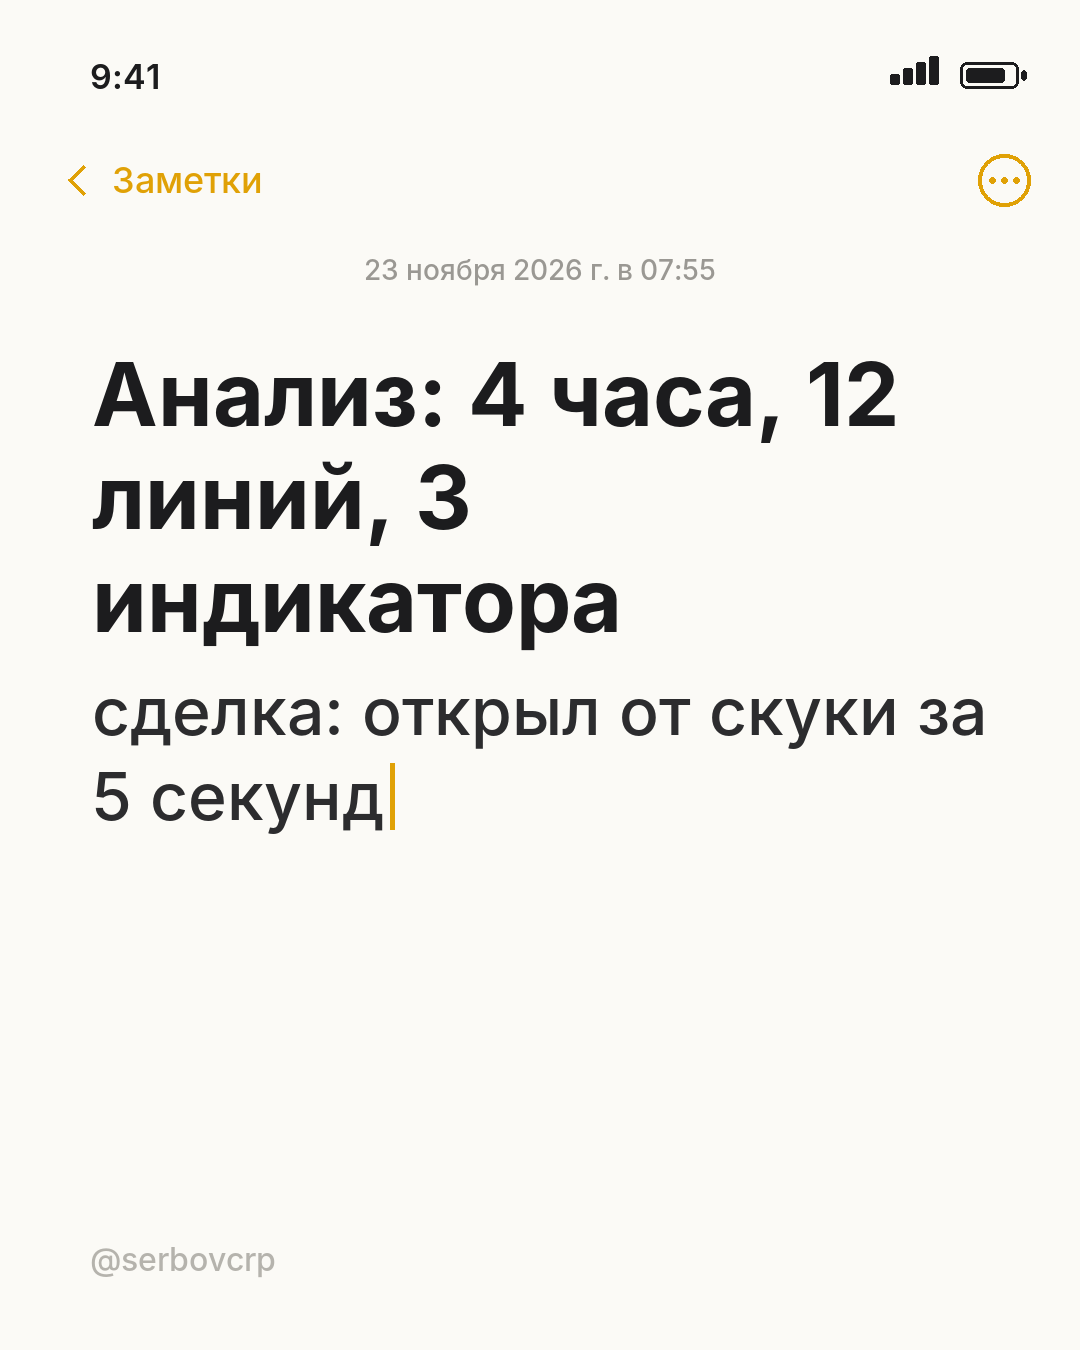 9:41
Заметки
23 ноября 2026 г. в 07:55
Анализ: 4 часа, 12
линий, 3
индикатора
сделка: открыл от скуки за
5 секунд
@serbovcrp